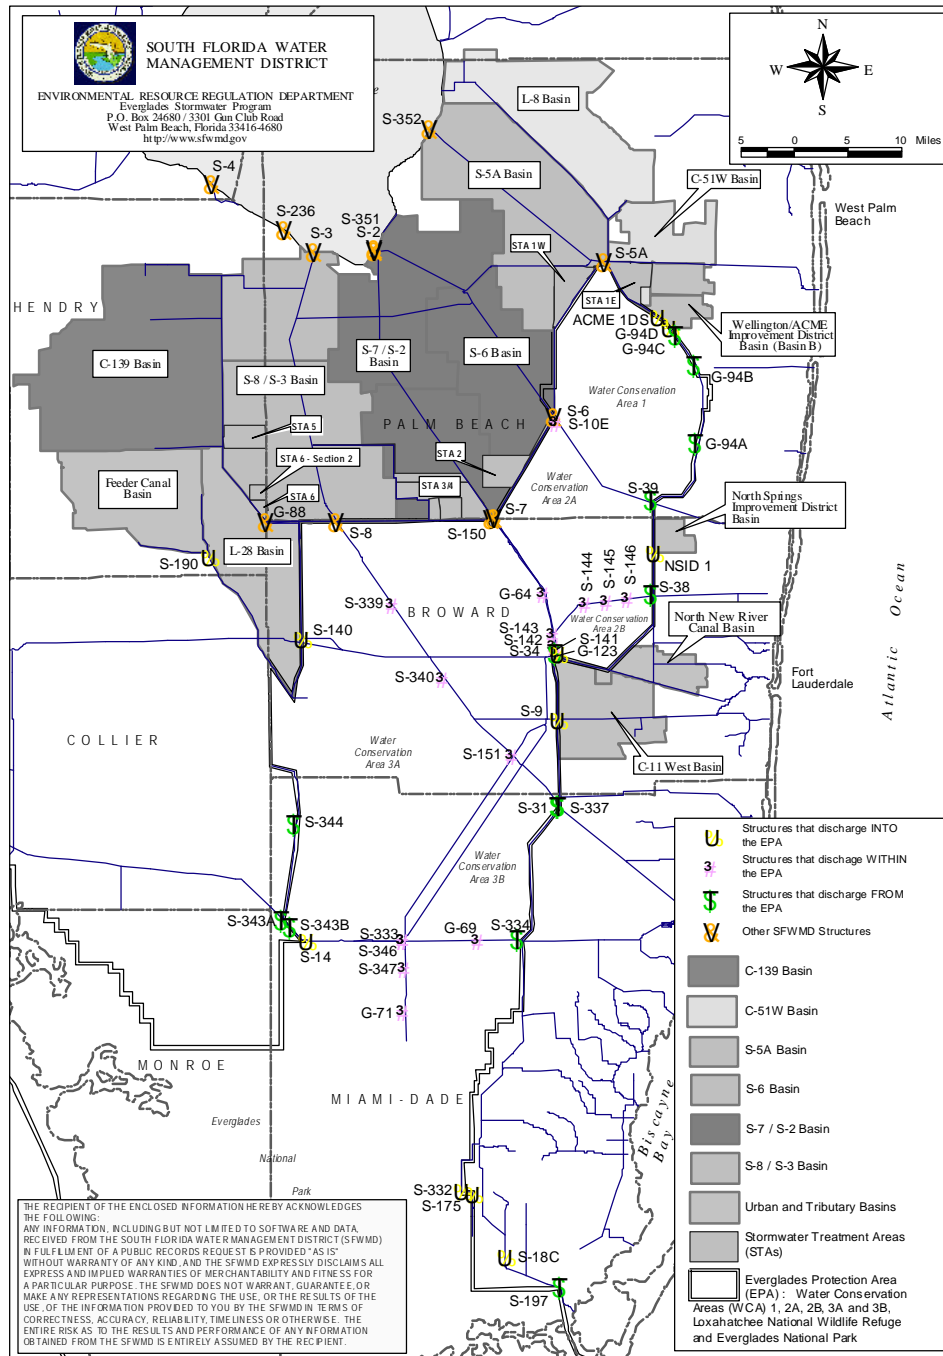 SOUTH FLORIDA WATER
MANAGEMENT DISTRICT
ENVIRONMENTAL RESOURCE REGULATION DEPARTMENT
Everglades Stormwater Program
P.O. Box 24680 / 3301 Gun Club Road
West Palm Beach, Florida 33416-4680
http://www.sfwmd.gov
N
W E
S
5 0 5 10 Miles
L-8 Basin
S-352
S-4
S-5A Basin
C-51W Basin
West Palm
Beach
S-236
S-351
S-3
S-2
STA 1W
S-5A
HENDRY
STA 1E
ACME 1DS
G-94D
G-94C
Wellington/ACME
Improvement District
Basin (Basin B)
C-139 Basin
S-7 / S-2
Basin
S-6 Basin
S-8 / S-3 Basin
G-94B
Water Conservation
Area 1
S-6
S-10E
PALM BEACH
STA 5
G-94A
STA 6 - Section 2
STA 2
Feeder Canal
Basin
STA 6
STA 3/4
Water
Conservation
Area 2A
S-39
North Springs
Improvement District
Basin
G-88
S-7
S-8
S-150
L-28 Basin
S-190
S-144
S-145
S-146
NSID 1
S-339
G-64
S-38
BROWARD
Water Conservation
Area 2B
North New River
Canal Basin
S-140
S-143
S-142
S-34
S-141
G-123
Atlantic Ocean
S-340
Fort
Lauderdale
S-9
COLLIER
Water
Conservation
Area 3A
S-151
C-11 West Basin
S-31
S-337
S-344
Water
Conservation
Area 3B
S-343A
S-343B
S-14
S-333
S-346
G-69
S-334
S-347
G-71
MONROE
MIAMI-DADE
Everglades
National
Park
Biscayne
Bay
S-332
S-175
S-18C
S-197
U Structures that discharge INTO
the EPA
3
# Structures that dischage WITHIN
the EPA
T
$ Structures that discharge FROM
the EPA
V
& Other SFWMD Structures
C-139 Basin
C-51W Basin
S-5A Basin
S-6 Basin
S-7 / S-2 Basin
S-8 / S-3 Basin
Urban and Tributary Basins
Stormwater Treatment Areas
(STAs)
Everglades Protection Area
(EPA) : Water Conservation
Areas (WCA) 1, 2A, 2B, 3A and 3B,
Loxahatchee National Wildlife Refuge
and Everglades National Park
THE RECIPIENT OF THE ENCLOSED INFORMATION HEREBY ACKNOWLEDGES
THE FOLLOWING:
ANY INFORMATION, INCLUDING BUT NOT LIMITED TO SOFTWARE AND DATA,
RECEIVED FROM THE SOUTH FLORIDA WATER MANAGEMENT DISTRICT (SFWMD)
IN FULFILLMENT OF A PUBLIC RECORDS REQUEST IS PROVIDED "AS IS"
WITHOUT WARRANTY OF ANY KIND, AND THE SFWMD EXPRESSLY DISCLAIMS ALL
EXPRESS AND IMPLIED WARRANTIES OF MERCHANTABILITY AND FITNESS FOR
A PARTICULAR PURPOSE. THE SFWMD DOES NOT WARRANT, GUARANTEE, OR
MAKE ANY REPRESENTATIONS REGARDING THE USE, OR THE RESULTS OF THE
USE, OF THE INFORMATION PROVIDED TO YOU BY THE SFWMD IN TERMS OF
CORRECTNESS, ACCURACY, RELIABILITY, TIMELINESS OR OTHERWISE. THE
ENTIRE RISK AS TO THE RESULTS AND PERFORMANCE OF ANY INFORMATION
OBTAINED FROM THE SFWMD IS ENTIRELY ASSUMED BY THE RECIPIENT.